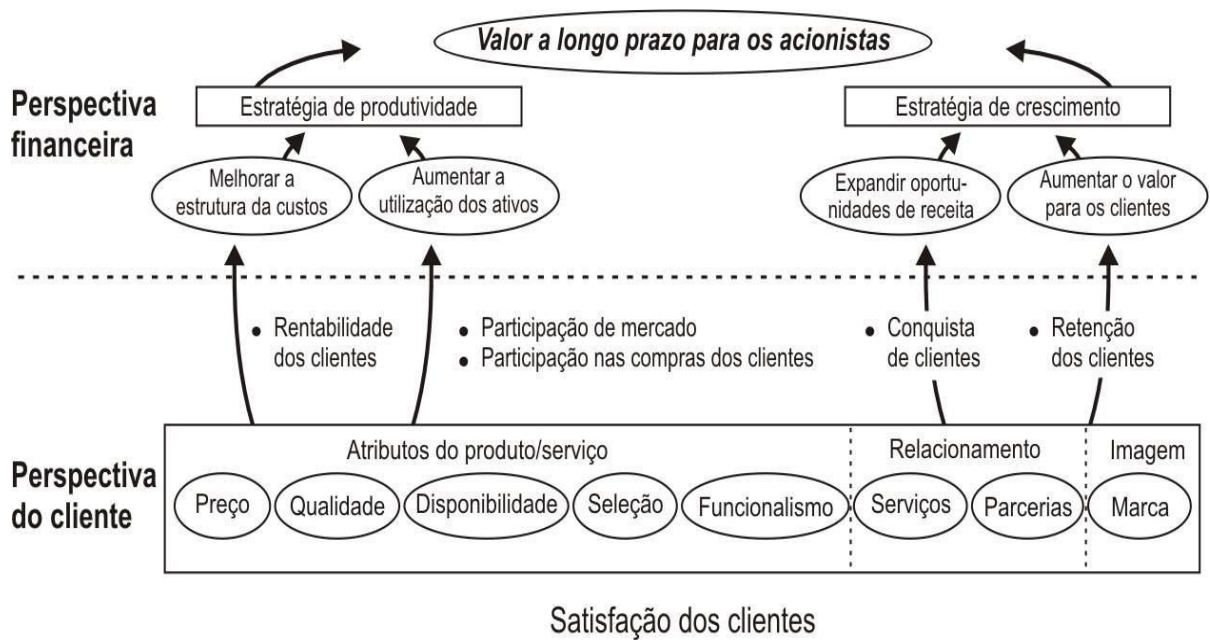 Valor a longo prazo para os acionistas
Perspectiva
financeira
Estratégia de produtividade
Estratégia de crescimento
Melhorar a
estrutura da custos
Aumentar a
utilização dos ativos
Expandir oportu-
nidades de receita
Aumentar o valor
para os clientes
• Rentabilidade
dos clientes
• Participação de mercado
• Participação nas compras dos clientes
• Conquista
de clientes
• Retenção
dos clientes
Perspectiva
do cliente
Atributos do produto/serviço
Relacionamento
Imagem
Preço
Qualidade
Disponibilidade
Seleção
Funcionalismo
Serviços
Parcerias
Marca
Satisfação dos clientes